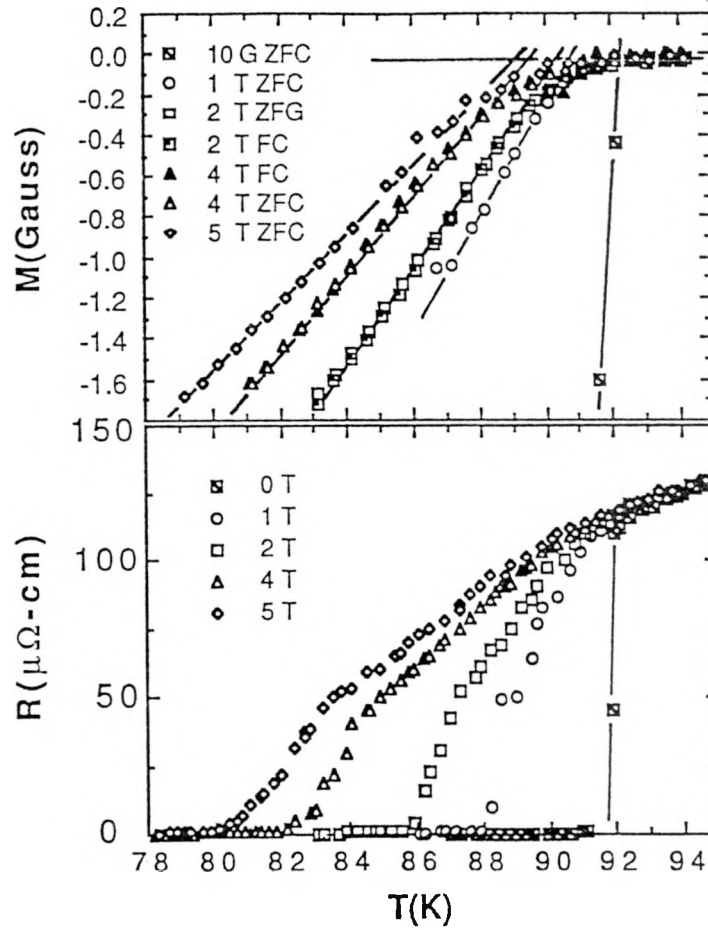 M(Gauss)
0.0
-0.2
-0.4
-0.6
-0.8
-1.0
-1.2
-1.4
-1.6
10 G ZFC
1 T ZFC
2 T ZFG
2 T FC
4 T FC
4 T ZFC
5 T ZFC
R(μΩ-cm)
150
100
50
0
0 T
1 T
2 T
4 T
5 T
78 80 82 84 86 88 90 92 94
T(K)